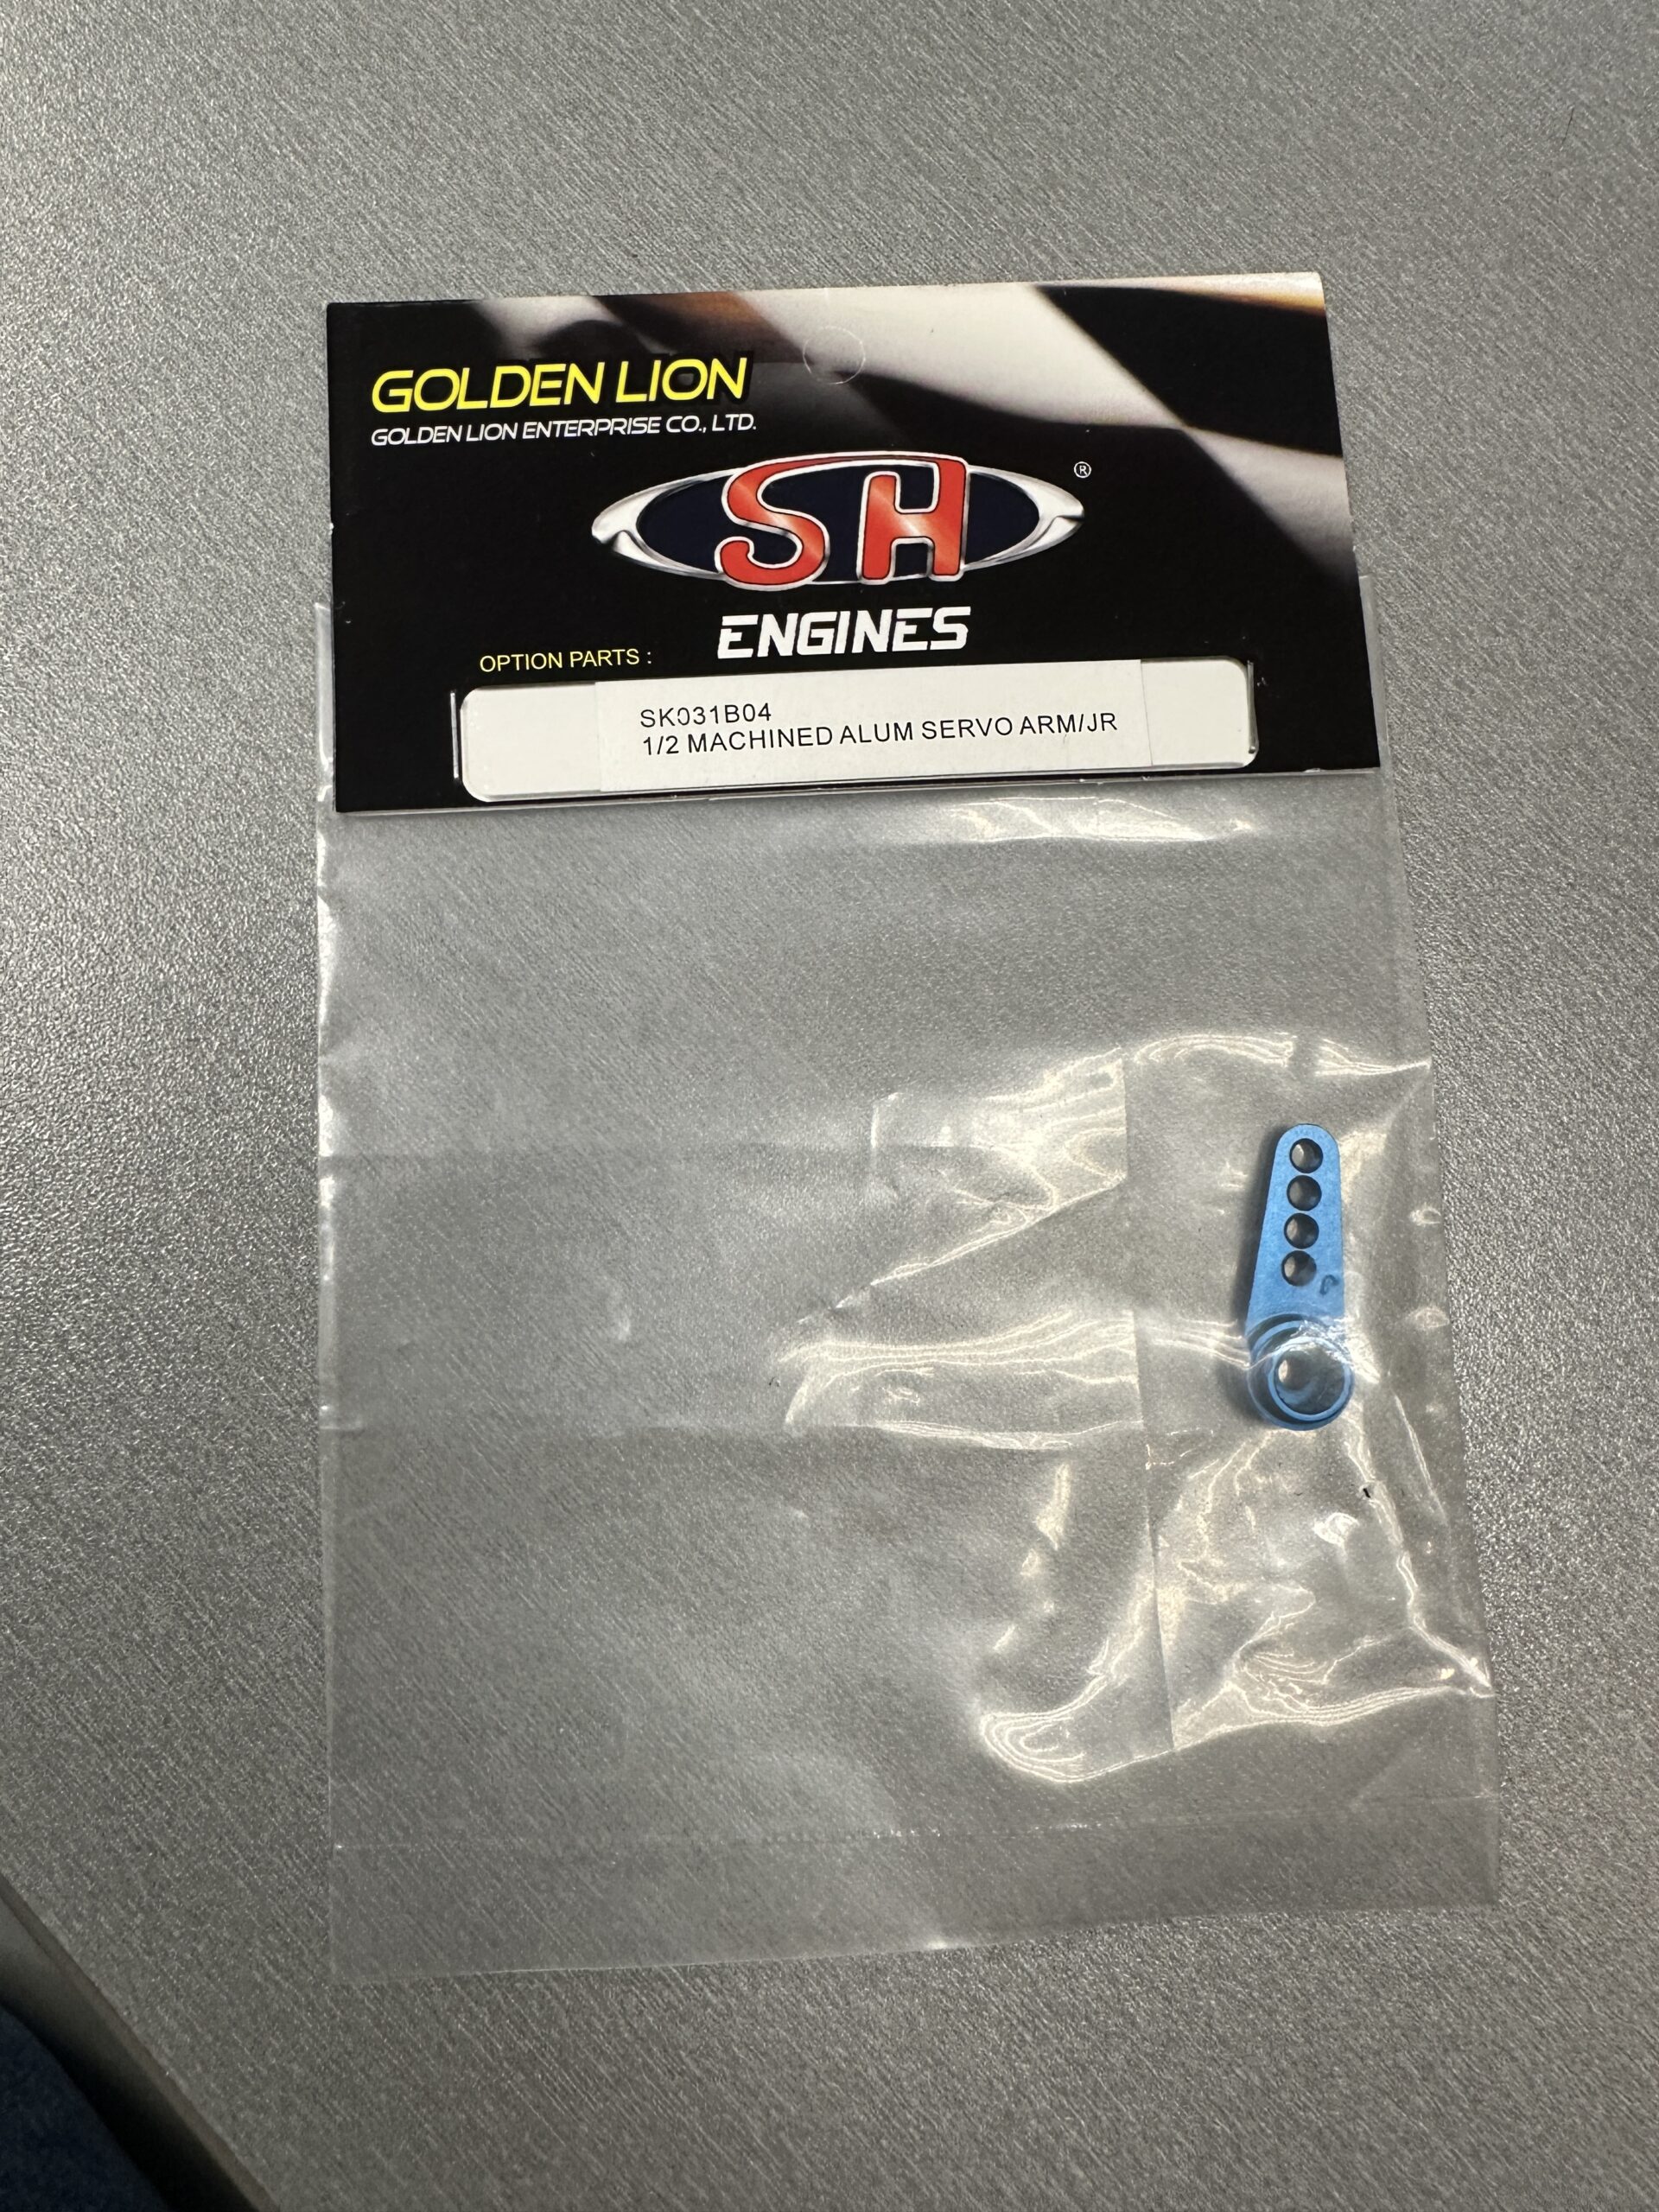 GOLDEN LION
GOLDEN LION ENTERPRISE CO., LTD.
SH ®
ENGINES
OPTION PARTS :
SK031B04
1/2 MACHINED ALUM SERVO ARM/JR